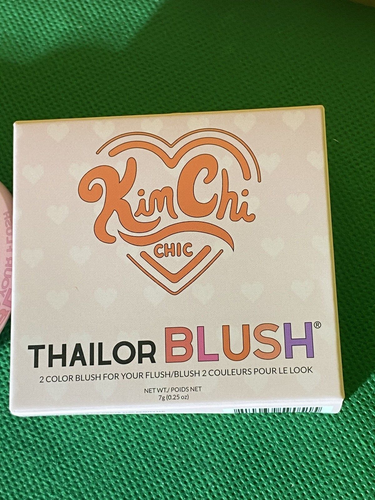 KimChi
CHIC
THAILOR BLUSH®
2 COLOR BLUSH FOR YOUR FLUSH/BLUSH 2 COULEURS POUR LE LOOK
NET WT./ POIDS NET
7g (0.25 oz)